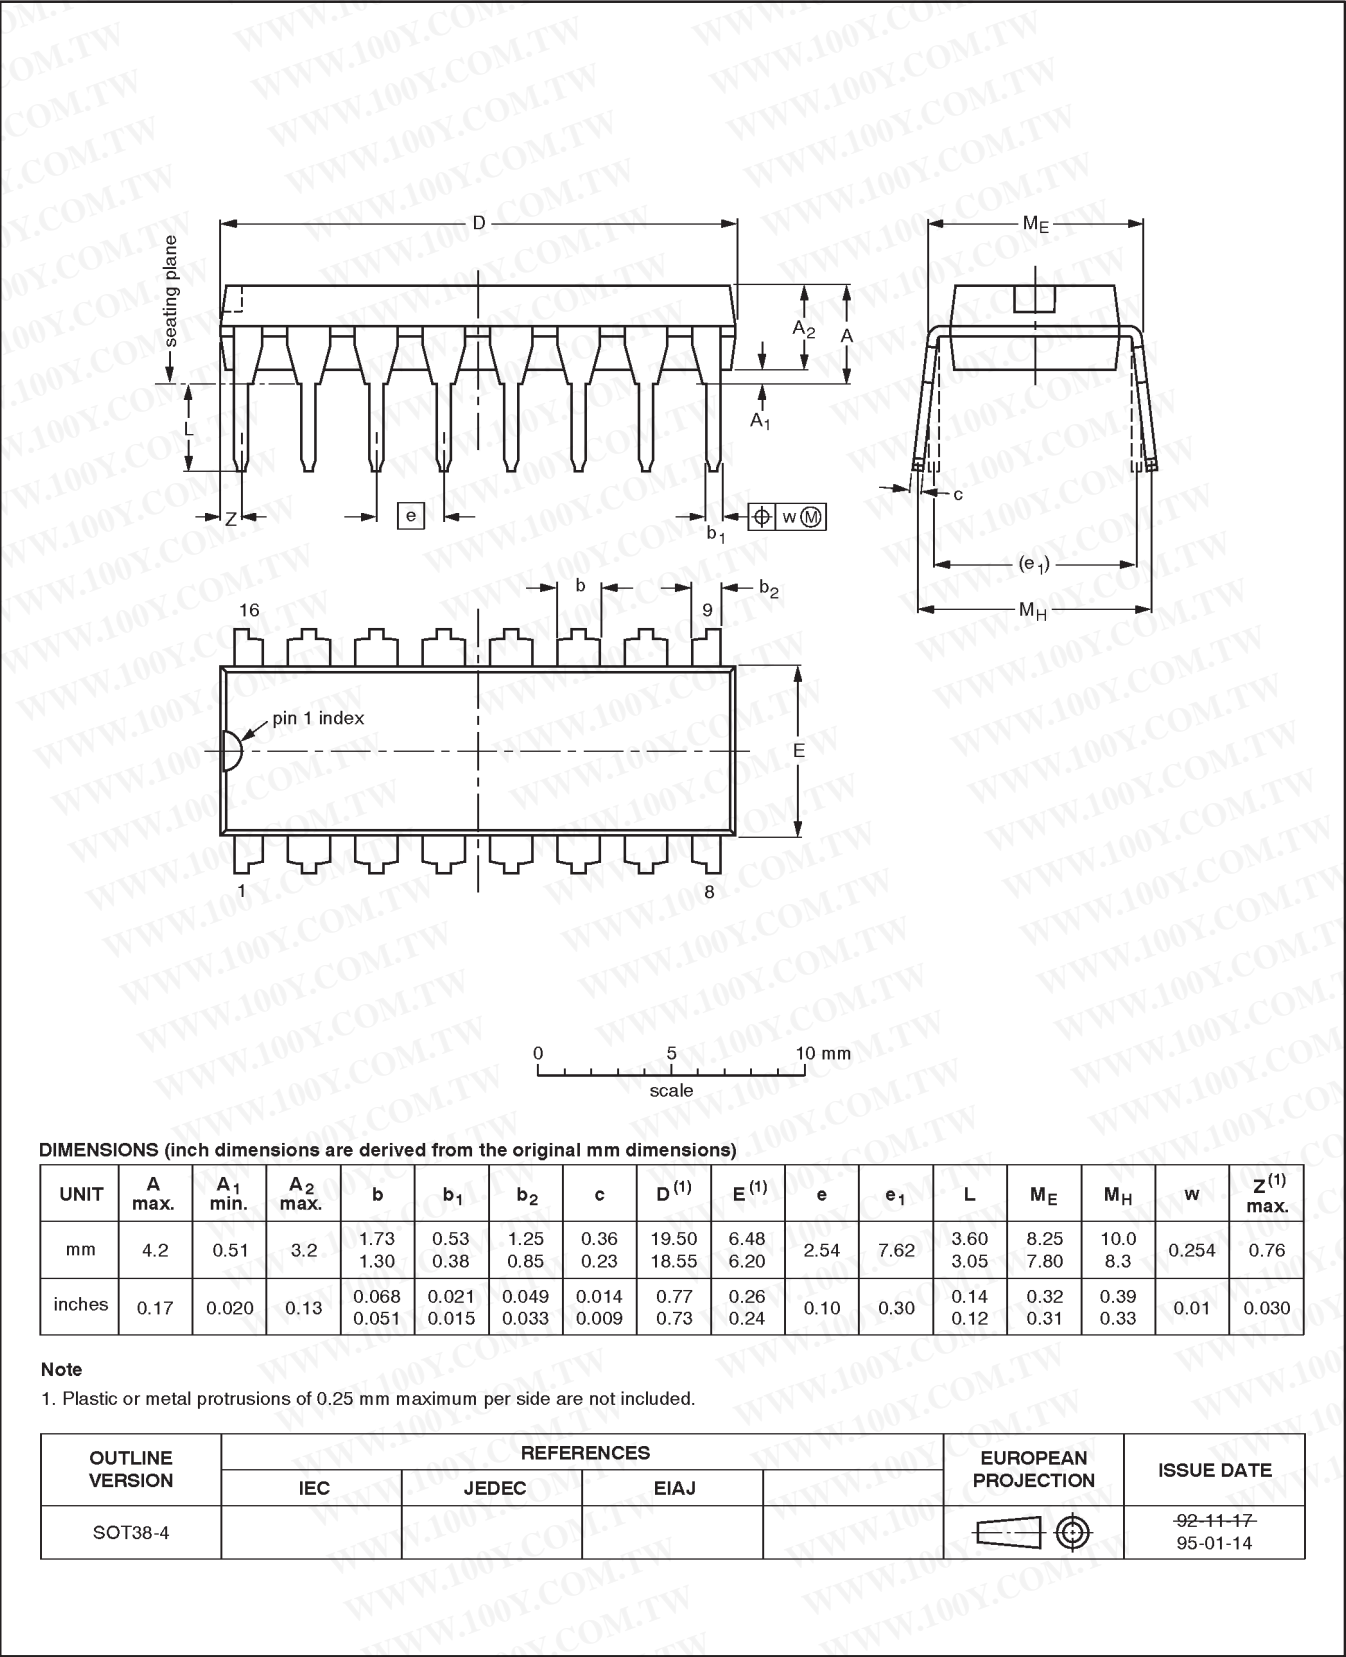 D
ME
seating plane
A2
A
A1
L
c
Z
e
b1
w M
(e1)
MH
b
b2
16
9
pin 1 index
E
1
8
0 5 10 mm
scale
DIMENSIONS (inch dimensions are derived from the original mm dimensions)
UNIT A max. A1 min. A2 max. b b1 b2 c D(1) E(1) e e1 L ME MH w Z(1) max.
mm 4.2 0.51 3.2 1.73 1.30 0.53 0.38 1.25 0.85 0.36 0.23 19.50 18.55 6.48 6.20 2.54 7.62 3.60 3.05 8.25 7.80 10.0 8.3 0.254 0.76
inches 0.17 0.020 0.13 0.068 0.051 0.021 0.015 0.049 0.033 0.014 0.009 0.77 0.73 0.26 0.24 0.10 0.30 0.14 0.12 0.32 0.31 0.39 0.33 0.01 0.030
Note
1. Plastic or metal protrusions of 0.25 mm maximum per side are not included.
OUTLINE VERSION REFERENCES EUROPEAN PROJECTION ISSUE DATE
IEC JEDEC EIAJ
SOT38-4 92-11-17
95-01-14
WWW.100Y.COM.TW